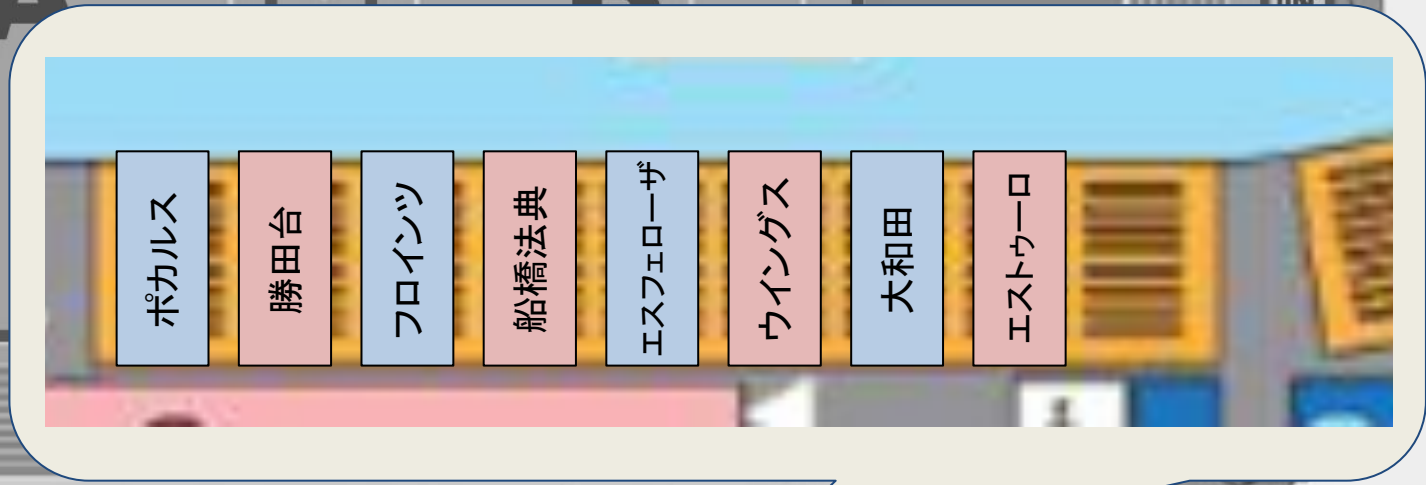 ポカルス
勝田台
フロインツ
船橋法典
エスフェローザ
ウイングス
大和田
エストゥーロ